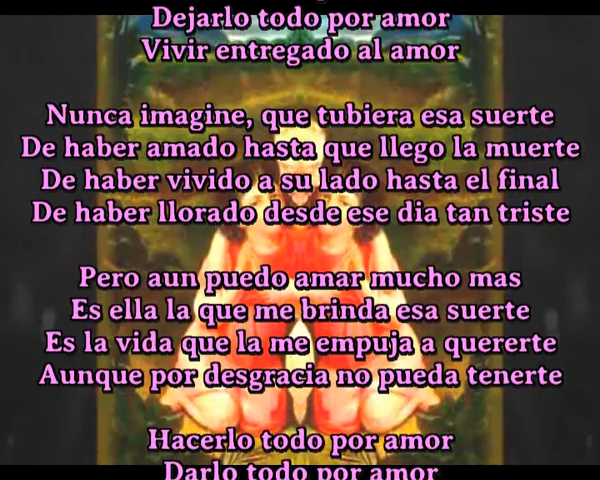 Dejarlo todo por amor
Vivir entregado al amor
Nunca imagine, que tubiera esa suerte
De haber amado hasta que llego la muerte
De haber vivido a su lado hasta el final
De haber llorado desde ese dia tan triste
Pero aun puedo amar mucho mas
Es ella la que me brinda esa suerte
Es la vida que la me empuja a quererte
Aunque por desgracia no pueda tenerte
Hacerlo todo por amor
Darlo todo por amor